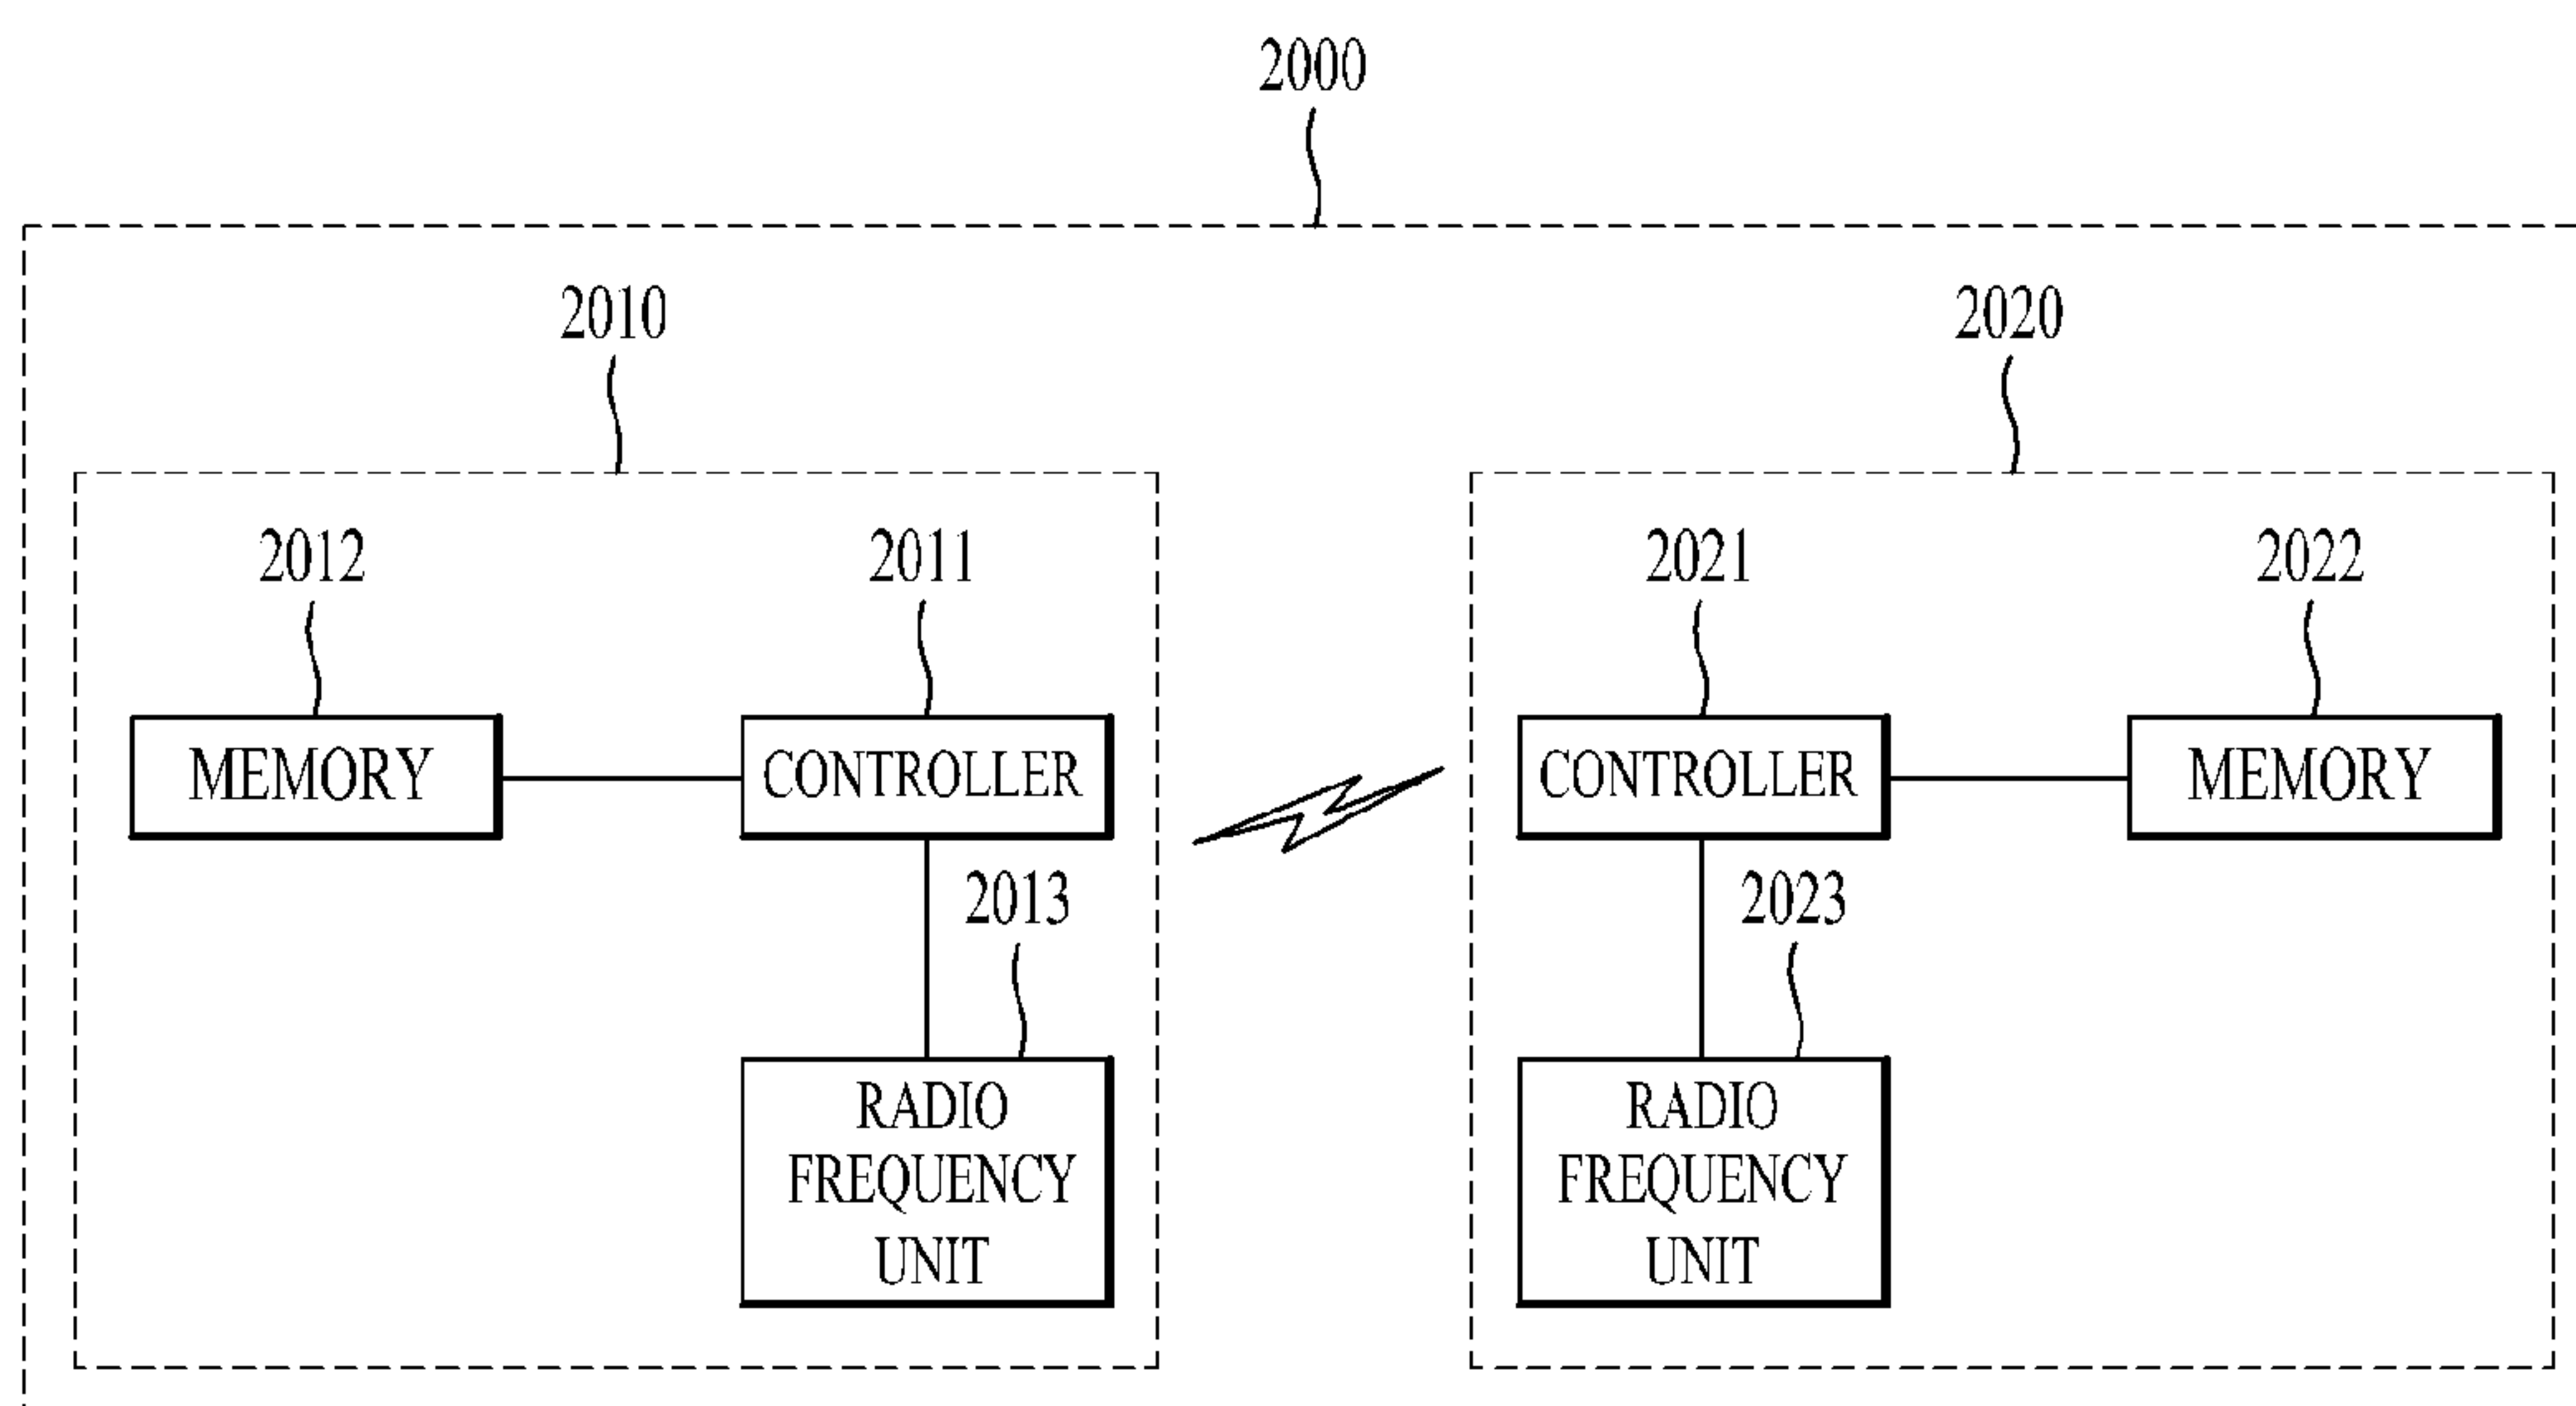 2000
2010
2020
2012
2011
2021
2022
MEMORY
CONTROLLER
CONTROLLER
MEMORY
2013
2023
RADIO
FREQUENCY
UNIT
RADIO
FREQUENCY
UNIT